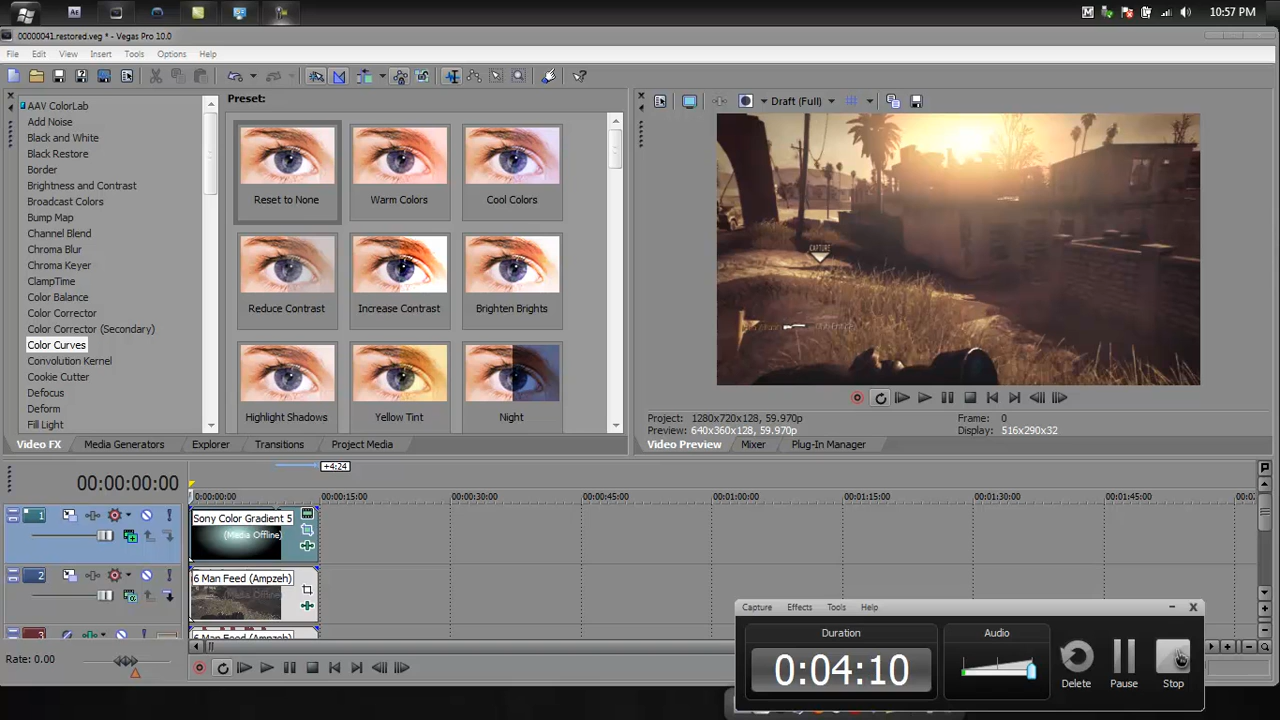 10:57 PM
00000041.restored.veg * - Vegas Pro 10.0
File Edit View Insert Tools Options Help
AAV ColorLab
Add Noise
Black and White
Black Restore
Border
Brightness and Contrast
Broadcast Colors
Bump Map
Channel Blend
Chroma Blur
Chroma Keyer
ClampTime
Color Balance
Color Corrector
Color Corrector (Secondary)
Color Curves
Convolution Kernel
Cookie Cutter
Defocus
Deform
Fill Light
Preset:
Reset to None
Warm Colors
Cool Colors
Reduce Contrast
Increase Contrast
Brighten Brights
Highlight Shadows
Yellow Tint
Night
Draft (Full)
CAPTURE
Project: 1280x720x128, 59.970p
Frame: 0
Preview: 640x360x128, 59.970p
Display: 516x290x32
Video FX
Media Generators
Explorer
Transitions
Project Media
Video Preview
Mixer
Plug-In Manager
+4:24
00:00:00:00
0:00:00:00
00:00:15:00
00:00:30:00
00:00:45:00
00:01:00:00
00:01:15:00
00:01:30:00
00:01:45:00
1
Sony Color Gradient 5
(Media Offline)
2
6 Man Feed (Ampzeh)
(Media Offline)
3
6 Man Feed (Ampzeh)
Rate: 0.00
Capture Effects Tools Help
Duration
Audio
0:04:10
Delete
Pause
Stop